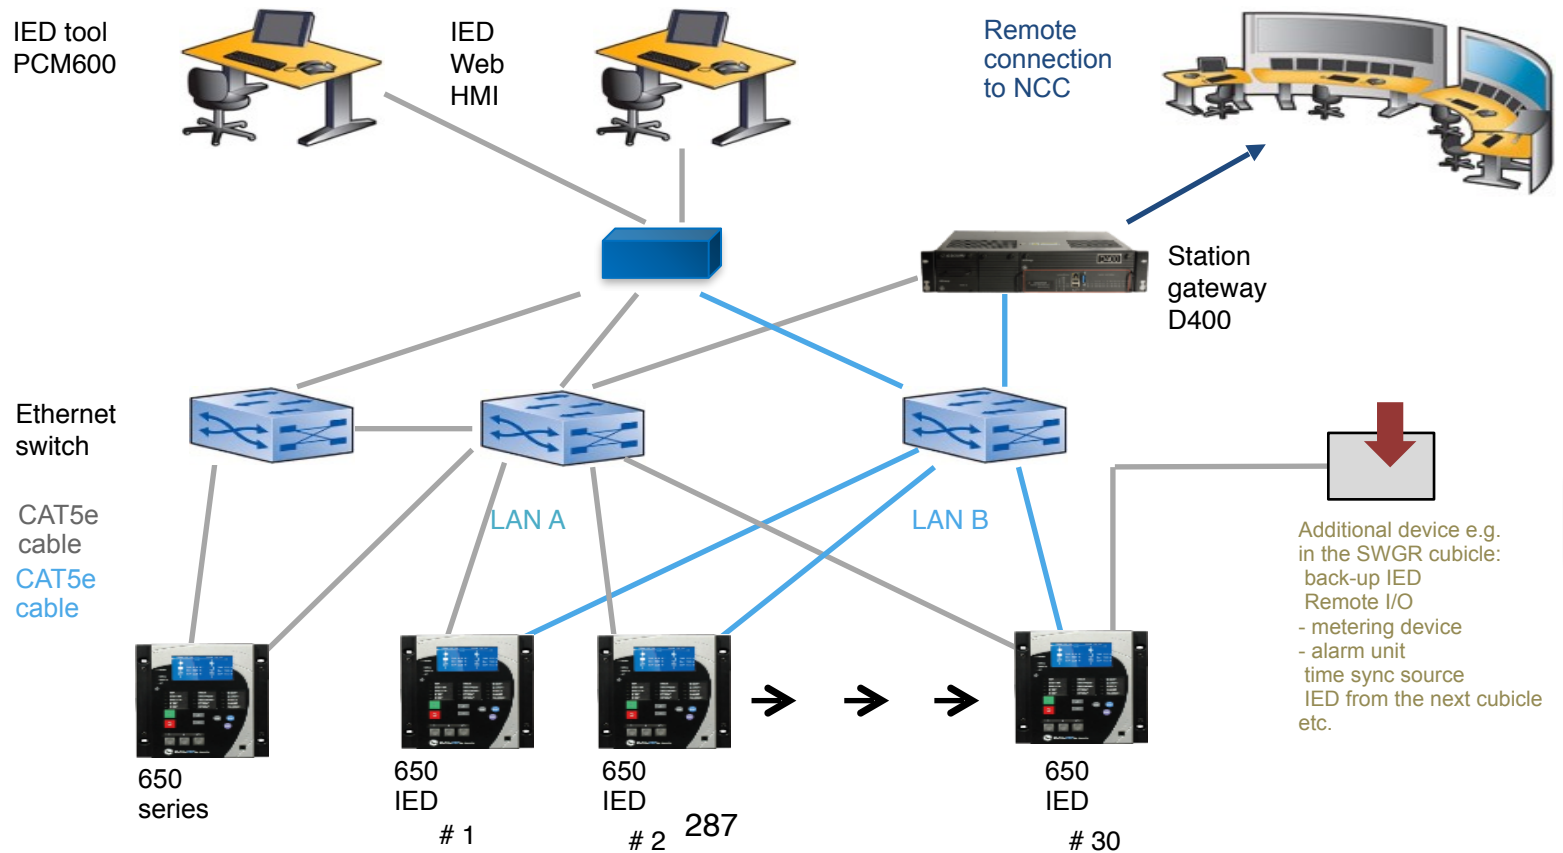 IED tool
PCM600
IED
Web
HMI
Remote
connection
to NCC
D400
Station
gateway
D400
Ethernet
switch
CAT5e
cable
CAT5e
cable
LAN A
LAN B
Additional device e.g.
in the SWGR cubicle:
back-up IED
Remote I/O
- metering device
- alarm unit
time sync source
IED from the next cubicle
etc.
650
series
650
IED
# 1
650
IED
# 2
287
650
IED
# 30